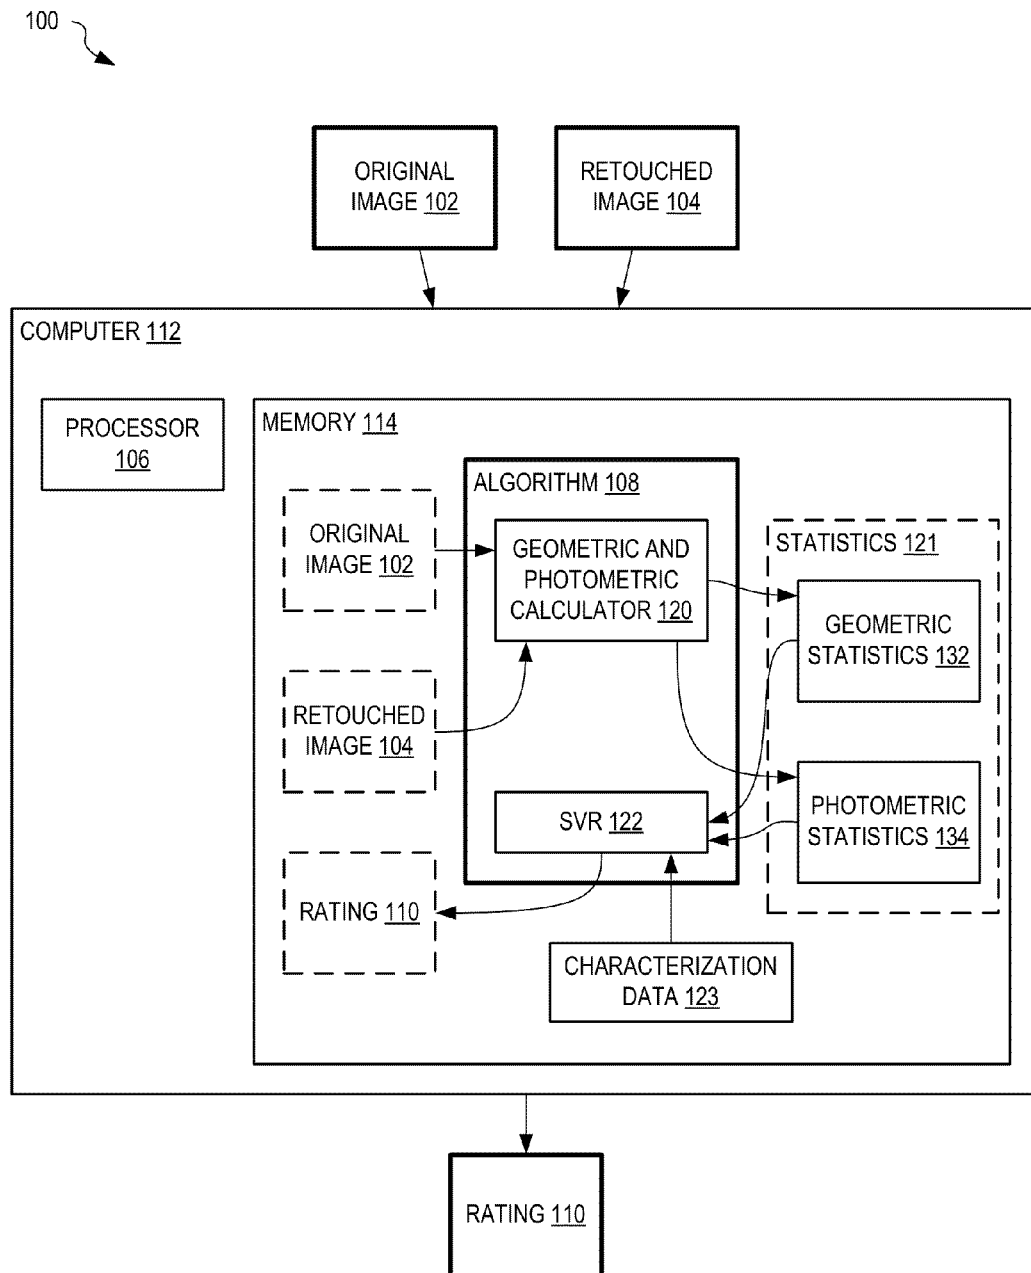 100
ORIGINAL
IMAGE 102
RETOUCHED
IMAGE 104
COMPUTER 112
PROCESSOR
106
MEMORY 114
ALGORITHM 108
ORIGINAL
IMAGE 102
GEOMETRIC AND
PHOTOMETRIC
CALCULATOR 120
STATISTICS 121
GEOMETRIC
STATISTICS 132
RETOUCHED
IMAGE 104
PHOTOMETRIC
STATISTICS 134
SVR 122
RATING 110
CHARACTERIZATION
DATA 123
RATING 110